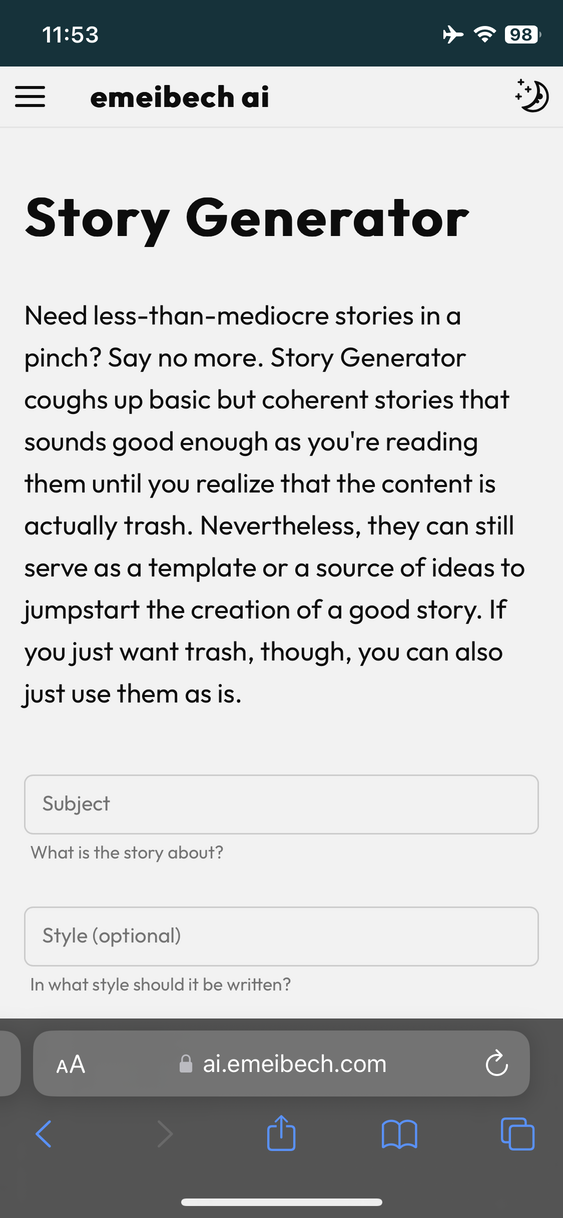 11:53
98
emeibech ai
Story Generator
Need less-than-mediocre stories in a
pinch? Say no more. Story Generator
coughs up basic but coherent stories that
sounds good enough as you're reading
them until you realize that the content is
actually trash. Nevertheless, they can still
serve as a template or a source of ideas to
jumpstart the creation of a good story. If
you just want trash, though, you can also
just use them as is.
Subject
What is the story about?
Style (optional)
In what style should it be written?
AA
ai.emeibech.com